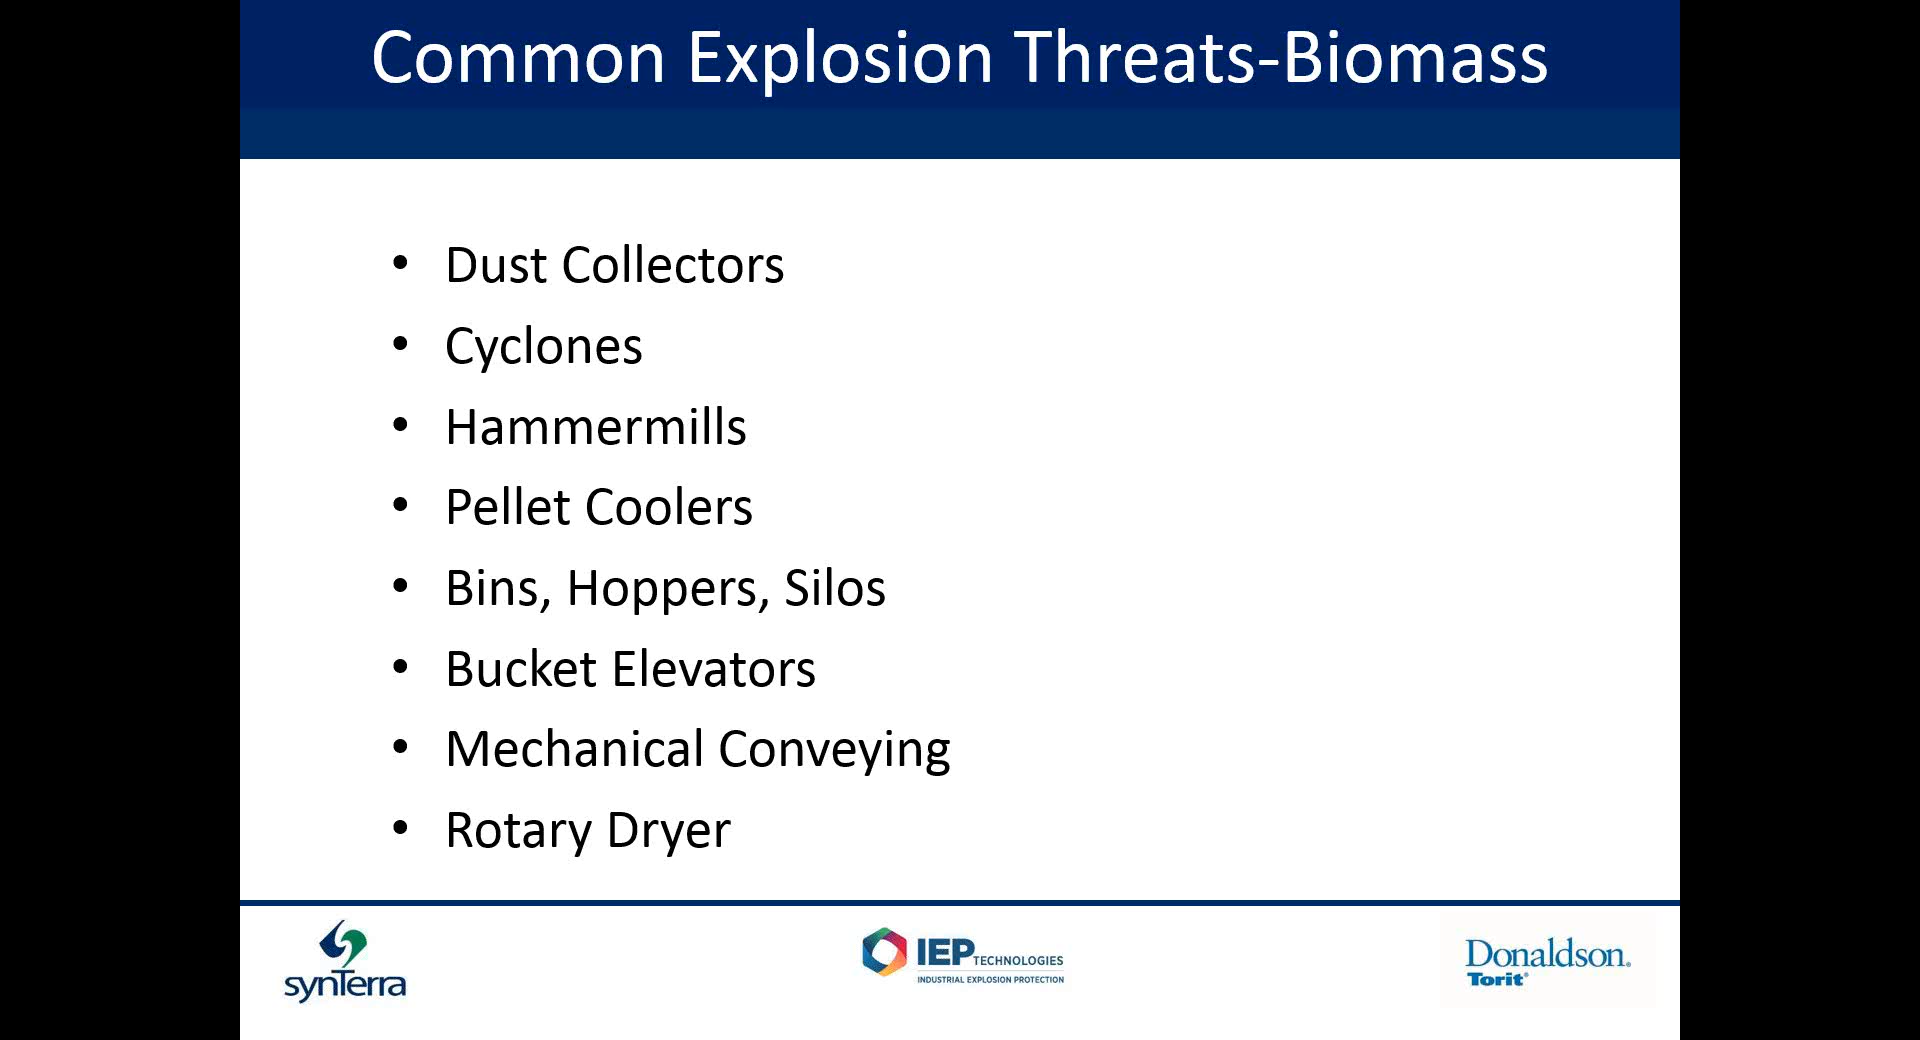 Common Explosion Threats-Biomass
• Dust Collectors
• Cyclones
• Hammermills
• Pellet Coolers
• Bins, Hoppers, Silos
• Bucket Elevators
• Mechanical Conveying
• Rotary Dryer
synTerra
IEP TECHNOLOGIES
INDUSTRIAL EXPLOSION PROTECTION
Donaldson.
Torit®